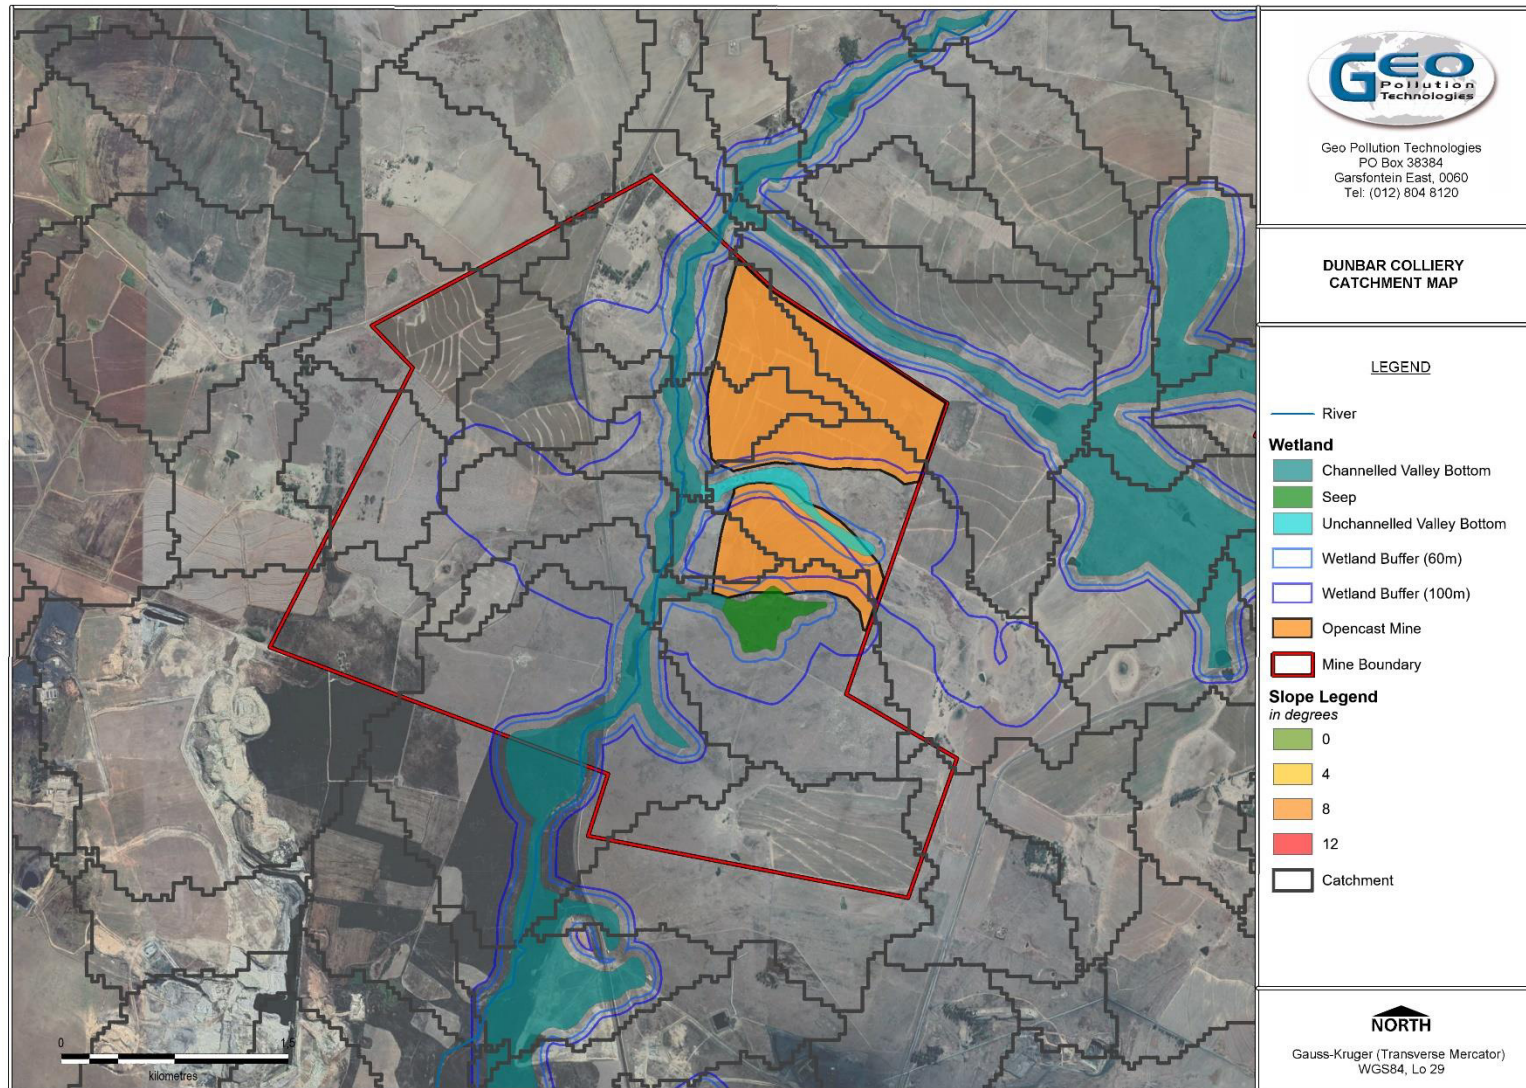 GEO
Pollution
Technologies
Geo Pollution Technologies
PO Box 38384
Garsfontein East, 0060
Tel: (012) 804 8120
DUNBAR COLLIERY
CATCHMENT MAP
LEGEND
River
Wetland
Channelled Valley Bottom
Seep
Unchannelled Valley Bottom
Wetland Buffer (60m)
Wetland Buffer (100m)
Opencast Mine
Mine Boundary
Slope Legend
in degrees
0
4
8
12
Catchment
NORTH
Gauss-Kruger (Transverse Mercator)
WGS84, Lo 29
0 1.5
kilometres